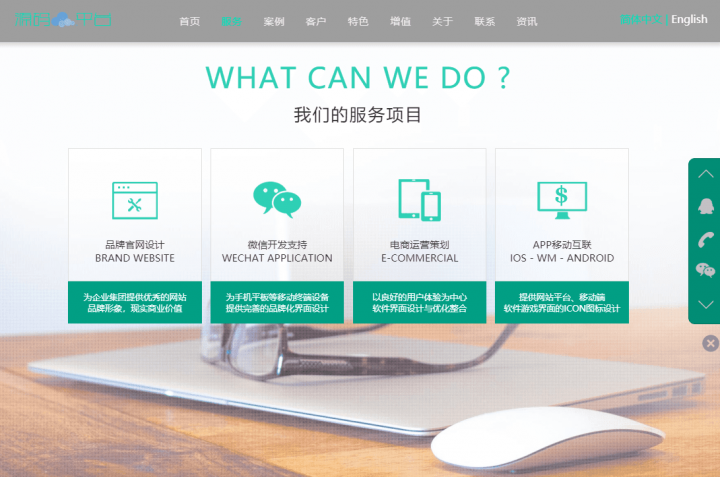 首页 服务 案例 客户 特色 增值 关于 联系 资讯
English
WHAT CAN WE DO ?
我们的服务项目
品牌官网设计
BRAND WEBSITE
为企业集团提供优秀的网站
品牌形象，现实商业价值
微信开发支持
WECHAT APPLICATION
为手机平板等移动终端设备
提供完善的品牌化界面设计
电商运营策划
E-COMMERCIAL
以良好的用户体验为中心
软件界面设计与优化整合
APP移动互联
IOS - WM - ANDROID
提供网站平台、移动端
软件游戏界面的ICON图标设计